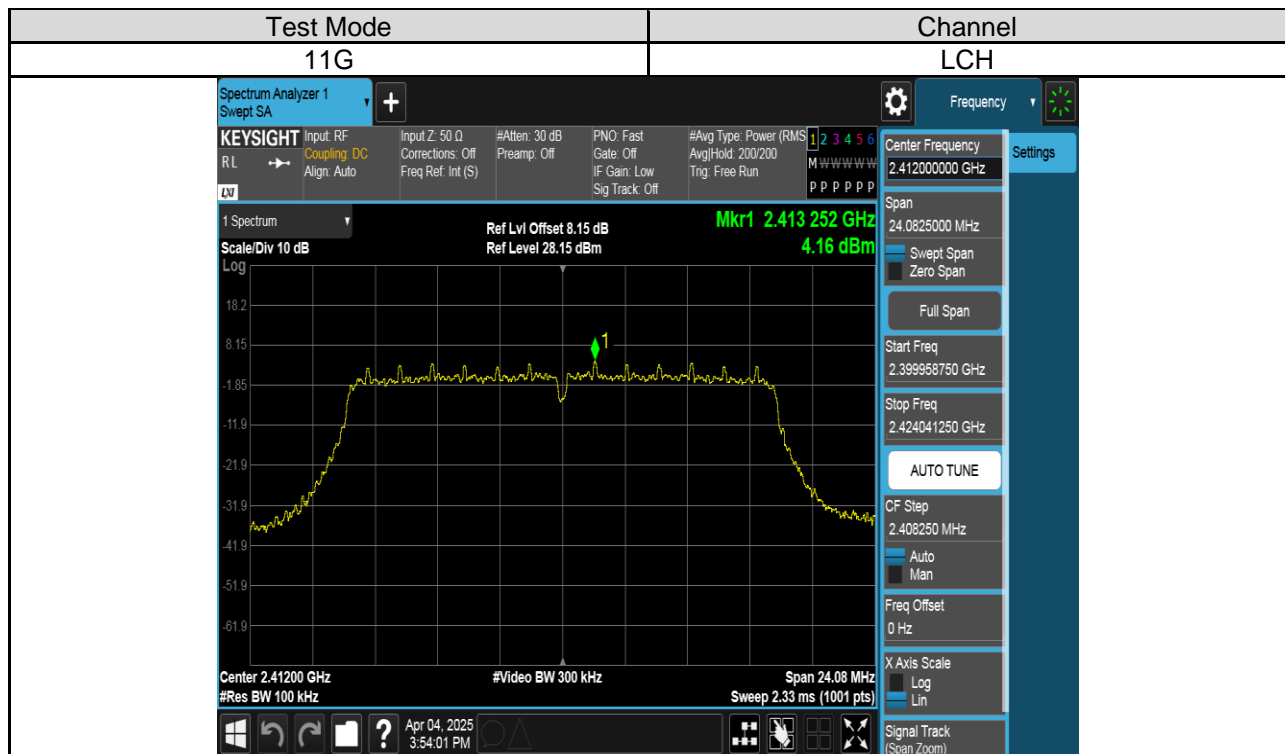 Test Mode Channel
11G LCH
Spectrum Analyzer 1
Swept SA
+
Frequency
KEYSIGHT
R L
LXI
Input: RF
Coupling: DC
Align: Auto
Input Z: 50 Ω
Corrections: Off
Freq Ref: Int (S)
#Atten: 30 dB
Preamp: Off
PNO: Fast
Gate: Off
IF Gain: Low
Sig Track: Off
#Avg Type: Power (RMS
Avg|Hold: 200/200
Trig: Free Run
1 2 3 4 5 6
M W W W W W
P P P P P P
1 Spectrum
Scale/Div 10 dB
Log
Ref Lvl Offset 8.15 dB
Ref Level 28.15 dBm
Mkr1 2.413 252 GHz
4.16 dBm
18.2
8.15
-1.85
-11.9
-21.9
-31.9
-41.9
-51.9
-61.9
1
Center 2.41200 GHz
#Res BW 100 kHz
#Video BW 300 kHz
Span 24.08 MHz
Sweep 2.33 ms (1001 pts)
Center Frequency
2.412000000 GHz
Settings
Span
24.0825000 MHz
Swept Span
Zero Span
Full Span
Start Freq
2.399958750 GHz
Stop Freq
2.424041250 GHz
AUTO TUNE
CF Step
2.408250 MHz
Auto
Man
Freq Offset
0 Hz
X Axis Scale
Log
Lin
Signal Track
(Span Zoom)
?
Apr 04, 2025
3:54:01 PM